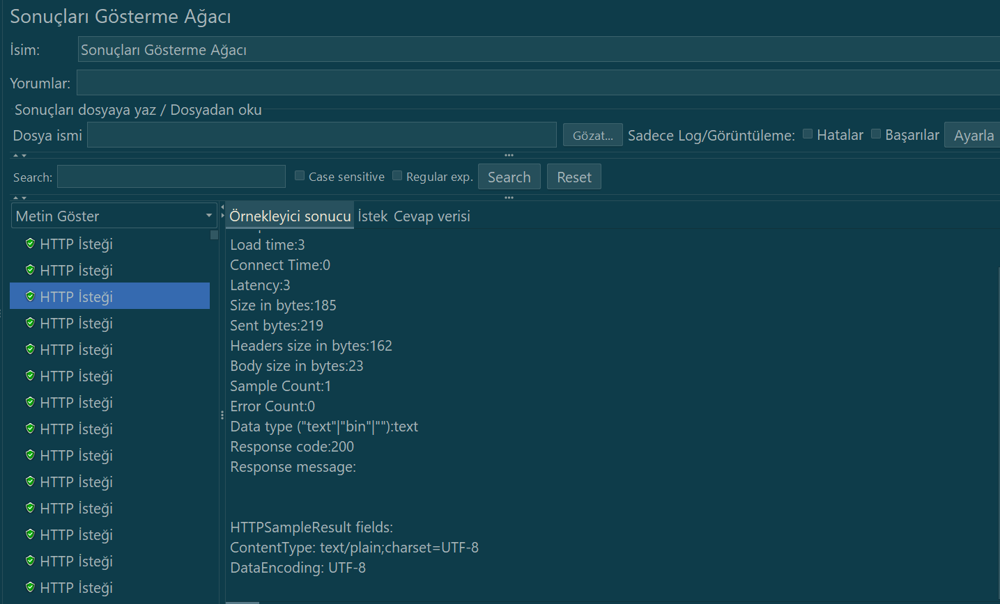 Sonuçları Gösterme Ağacı
İsim: Sonuçları Gösterme Ağacı
Yorumlar:
Sonuçları dosyaya yaz / Dosyadan oku
Dosya ismi Gözat... Sadece Log/Görüntüleme: Hatalar Başarılar Ayarla
Search: Case sensitive Regular exp. Search Reset
Metin Göster
HTTP İsteği
HTTP İsteği
HTTP İsteği
HTTP İsteği
HTTP İsteği
HTTP İsteği
HTTP İsteği
HTTP İsteği
HTTP İsteği
HTTP İsteği
HTTP İsteği
HTTP İsteği
HTTP İsteği
HTTP İsteği
Örnekleyici sonucu İstek Cevap verisi
Load time:3
Connect Time:0
Latency:3
Size in bytes:185
Sent bytes:219
Headers size in bytes:162
Body size in bytes:23
Sample Count:1
Error Count:0
Data type ("text"|"bin"|""):text
Response code:200
Response message:
HTTPSampleResult fields:
ContentType: text/plain;charset=UTF-8
DataEncoding: UTF-8